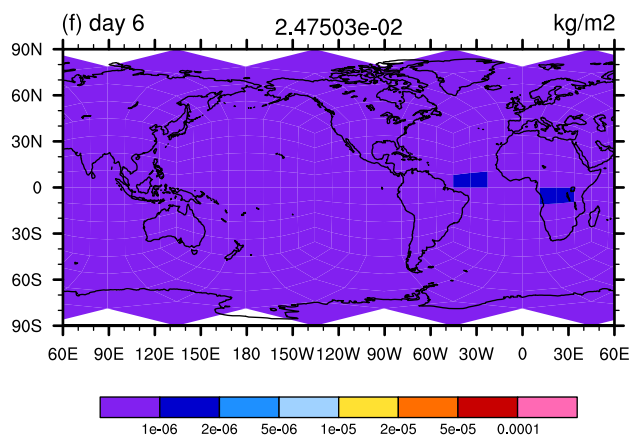 (f) day 6 2.47503e-02 kg/m2
90N
60N
30N
0
30S
60S
90S
60E 90E 120E 150E 180 150W 120W 90W 60W 30W 0 30E 60E
1e-06 2e-06 5e-06 1e-05 2e-05 5e-05 0.0001